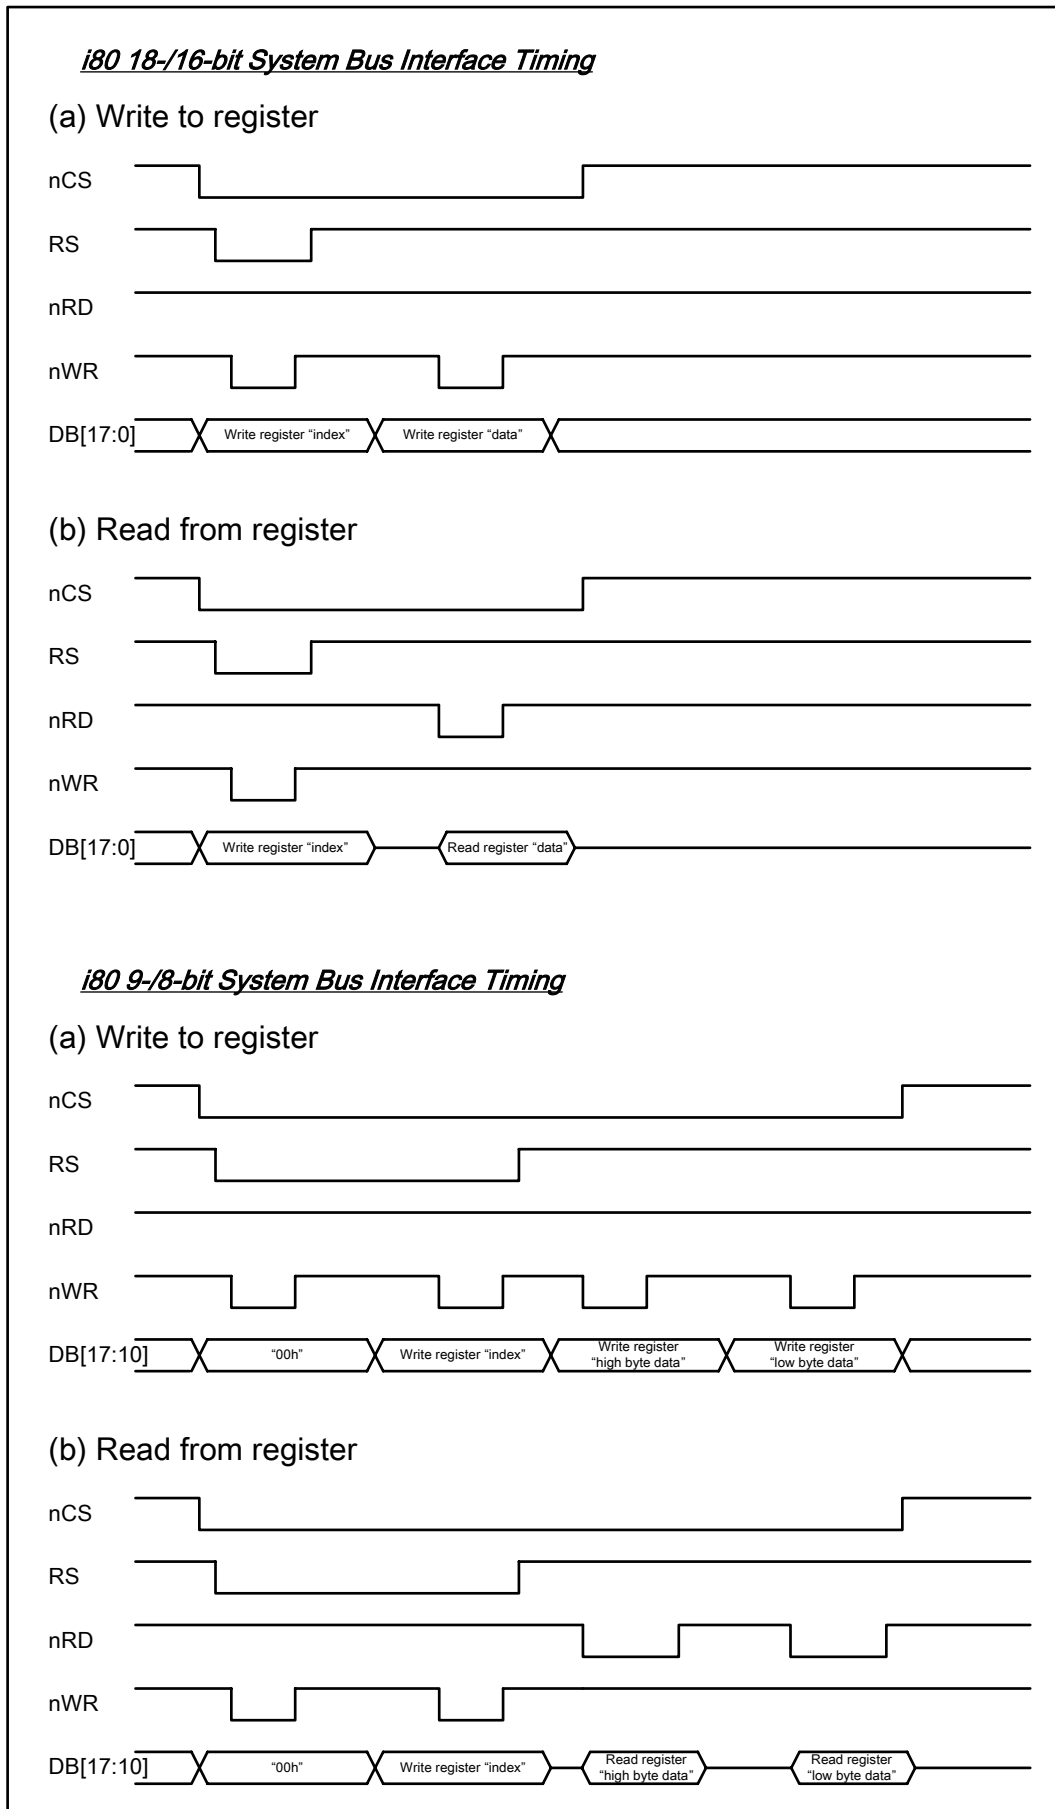 i80 18-/16-bit System Bus Interface Timing
(a) Write to register
nCS
RS
nRD
nWR
DB[17:0]
Write register “index”
Write register “data”
(b) Read from register
nCS
RS
nRD
nWR
DB[17:0]
Write register “index”
Read register “data”
i80 9-/8-bit System Bus Interface Timing
(a) Write to register
nCS
RS
nRD
nWR
DB[17:10]
“00h”
Write register “index”
Write register
“high byte data”
Write register
“low byte data”
(b) Read from register
nCS
RS
nRD
nWR
DB[17:10]
“00h”
Write register “index”
Read register
“high byte data”
Read register
“low byte data”